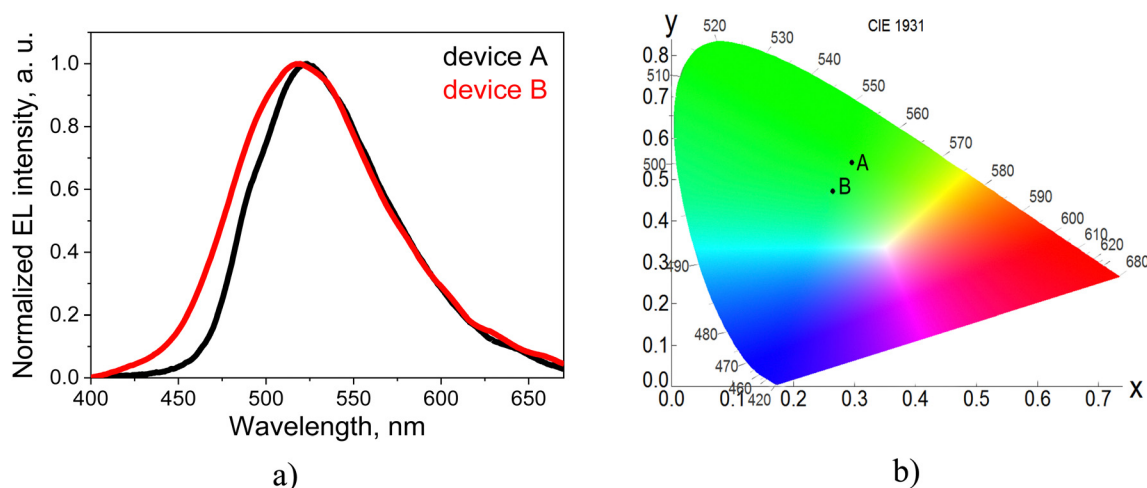 device A
device B
1.0
0.8
0.6
0.4
0.2
0.0
400 450 500 550 600 650
Normalized EL intensity, a. u.
Wavelength, nm
a)
CIE 1931
y
0.8
0.7
0.6
0.5
0.4
0.3
0.2
0.1
0.0
0.0 0.1 0.2 0.3 0.4 0.5 0.6 0.7 x
520
530
540
550
560
570
580
590
600
610
620
680
510
500
490
480
470
460
420
A
B
b)